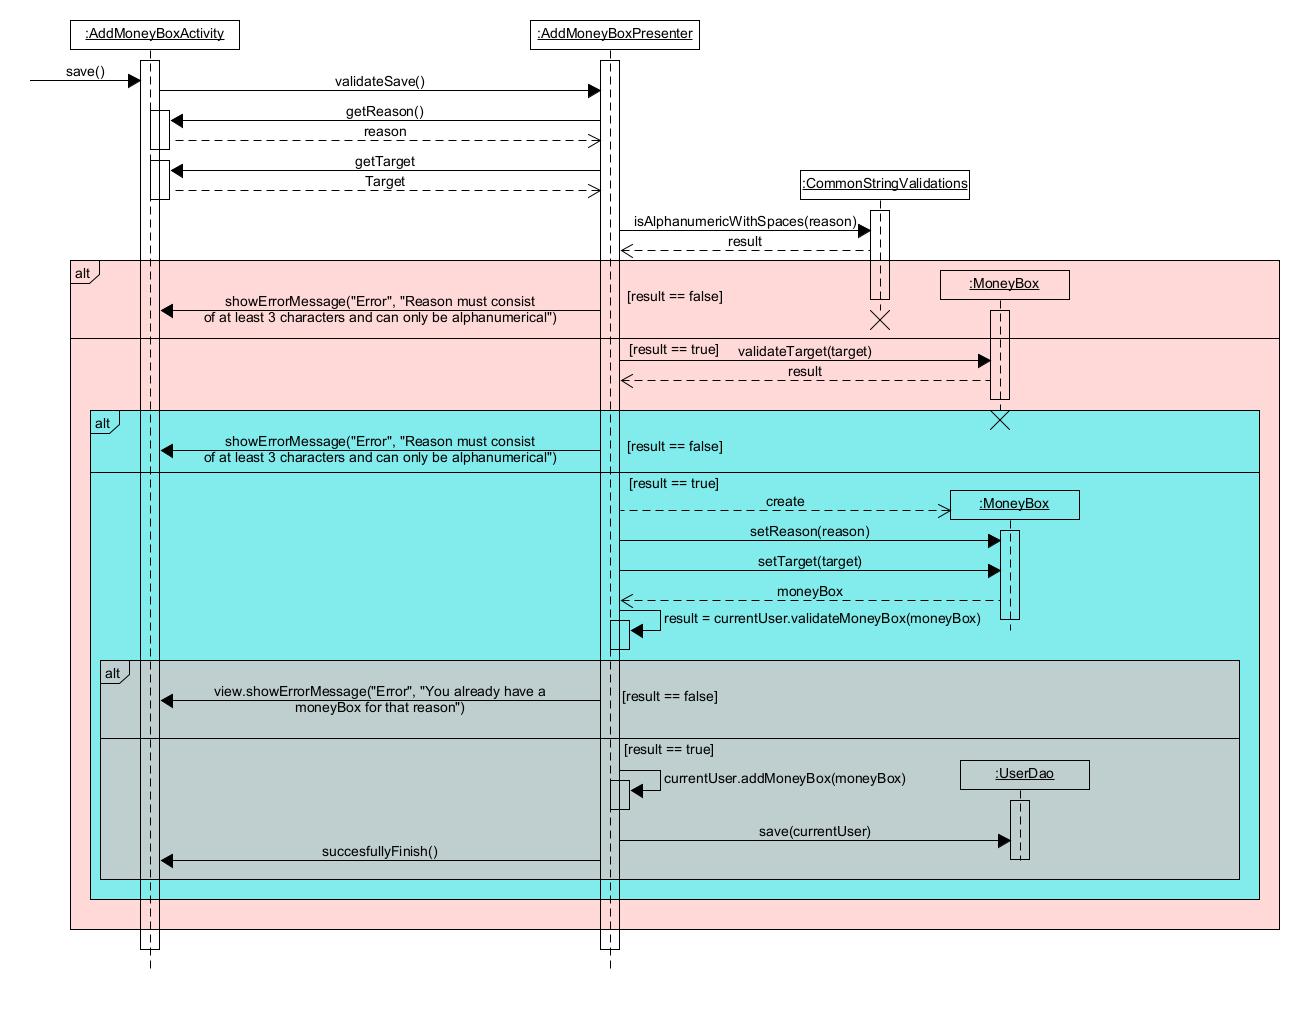 :AddMoneyBoxActivity
:AddMoneyBoxPresenter
save()
validateSave()
getReason()
reason
getTarget
Target
:CommonStringValidations
isAlphanumericWithSpaces(reason)
result
alt
:MoneyBox
[result == false]
showErrorMessage("Error", "Reason must consist
of at least 3 characters and can only be alphanumerical")
[result == true]
validateTarget(target)
result
alt
showErrorMessage("Error", "Reason must consist
of at least 3 characters and can only be alphanumerical")
[result == false]
[result == true]
create
:MoneyBox
setReason(reason)
setTarget(target)
moneyBox
result = currentUser.validateMoneyBox(moneyBox)
alt
view.showErrorMessage("Error", "You already have a
moneyBox for that reason")
[result == false]
[result == true]
:UserDao
currentUser.addMoneyBox(moneyBox)
save(currentUser)
succesfullyFinish()